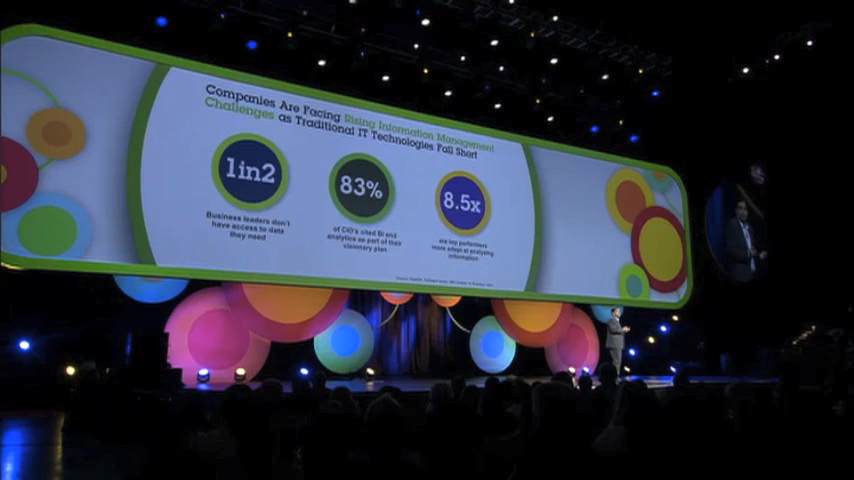 Companies Are Facing Rising Information Management
Challenges as Traditional IT Technologies Fall Short
1in2
83%
8.5x
Business leaders don't
have access to data
they need
of CIO's cited BI and
analytics as part of their
visionary plan
are top performers
more adept at analyzing
information